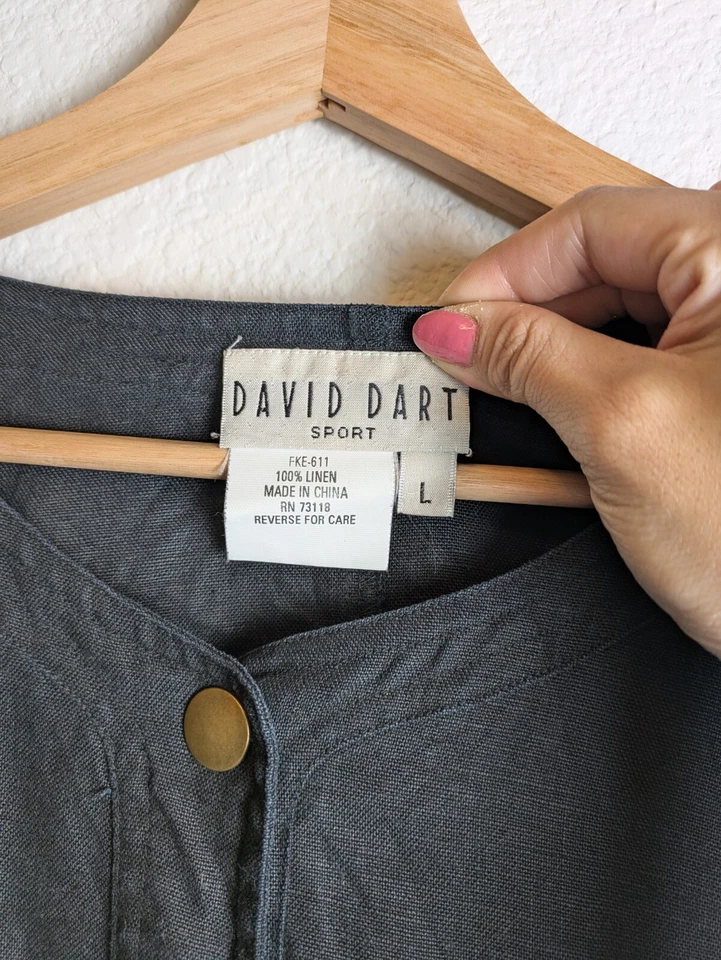 DAVID DART
SPORT
FKE-611
100% LINEN
MADE IN CHINA
RN 73118
REVERSE FOR CARE
L